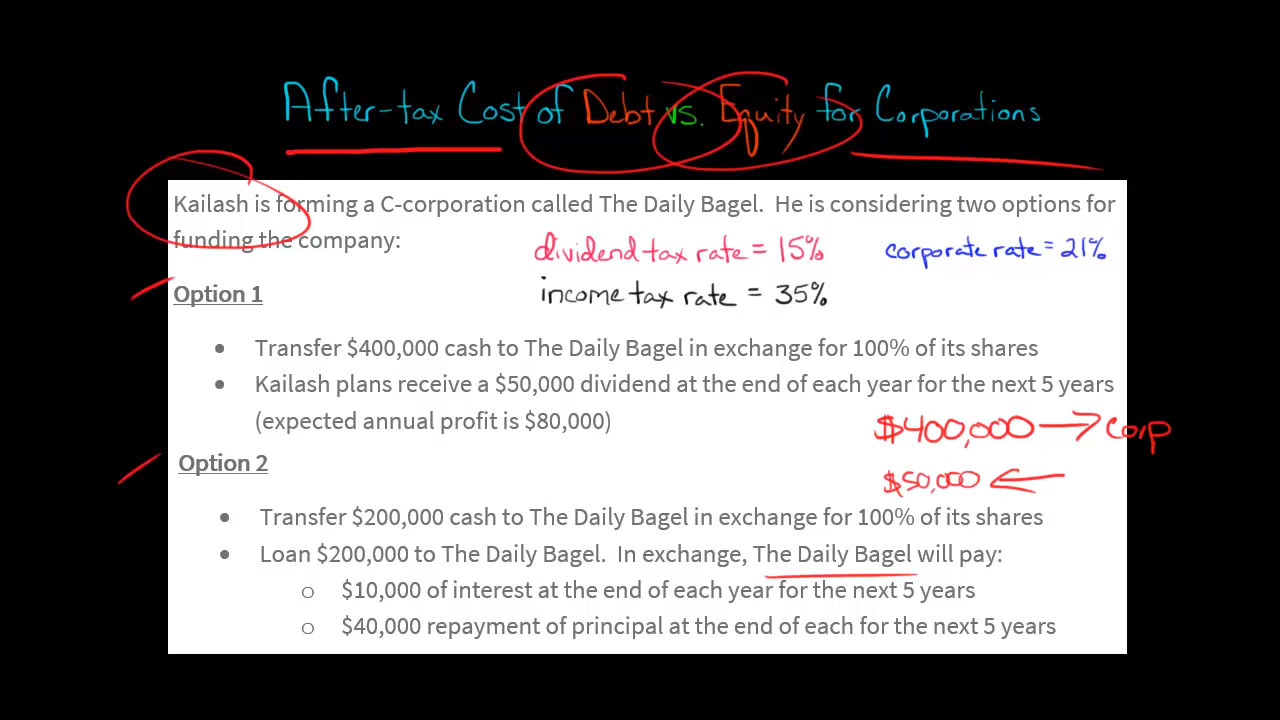 After-tax Cost of Debt vs. Equity for Corporations
Kailash is forming a C-corporation called The Daily Bagel. He is considering two options for
funding the company:
dividend tax rate = 15%
corporate rate = 21%
income tax rate = 35%
Option 1
• Transfer $400,000 cash to The Daily Bagel in exchange for 100% of its shares
• Kailash plans receive a $50,000 dividend at the end of each year for the next 5 years
(expected annual profit is $80,000)
$400,000 → corp
Option 2
$50,000 ←
• Transfer $200,000 cash to The Daily Bagel in exchange for 100% of its shares
• Loan $200,000 to The Daily Bagel. In exchange, The Daily Bagel will pay:
o $10,000 of interest at the end of each year for the next 5 years
o $40,000 repayment of principal at the end of each for the next 5 years